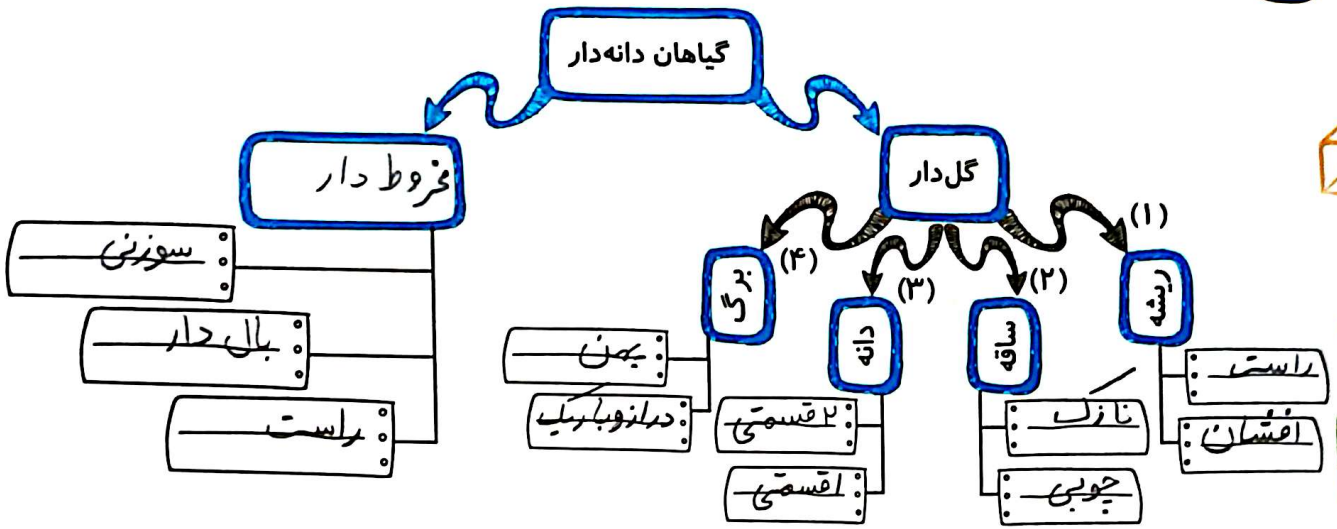 گیاهان دانه‌دار
گل‌دار
مخروط دار
(۱)
ریشه
راست
افشان
(۲)
ساقه
نازک
چوبی
(۳)
دانه
۲ قسمتی
۱ قسمتی
(۴)
برگ
پهن
دراز و باریک
سوزنی
بال دار
راست